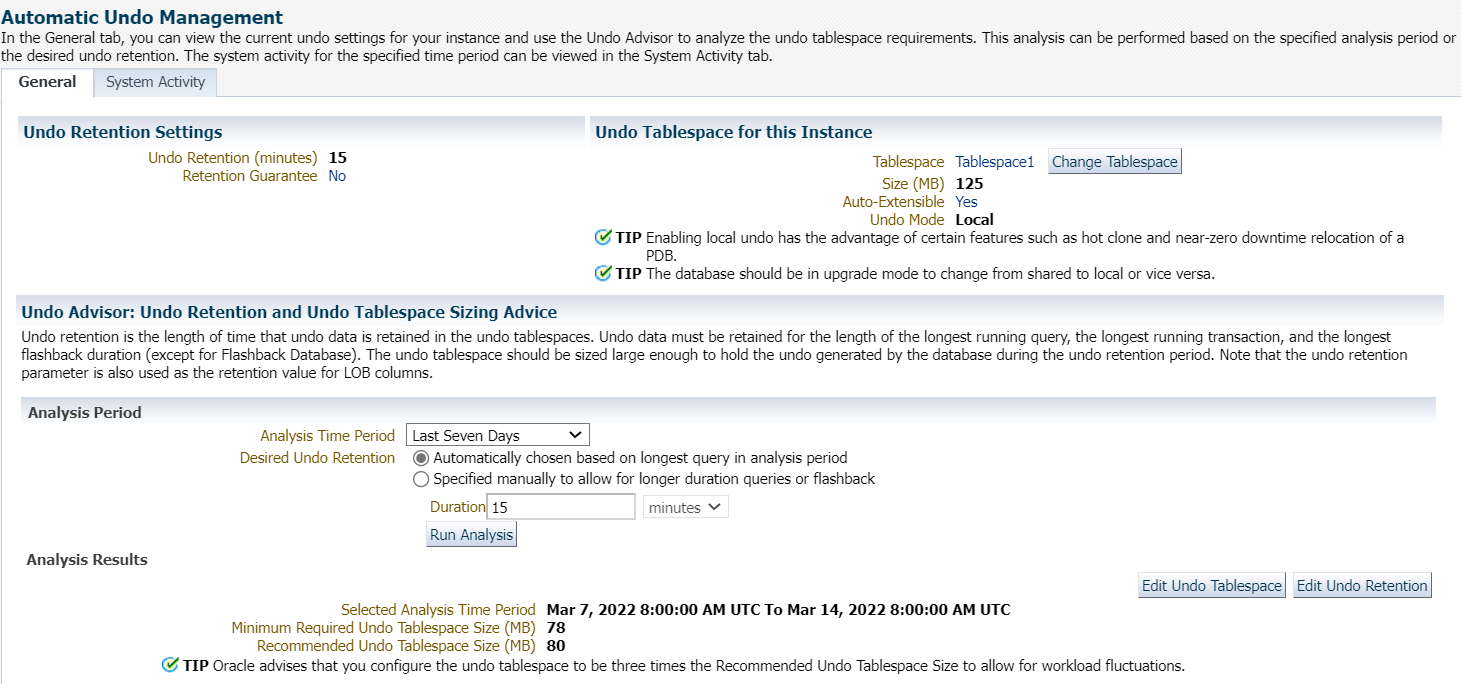 Automatic Undo Management
In the General tab, you can view the current undo settings for your instance and use the Undo Advisor to analyze the undo tablespace requirements. This analysis can be performed based on the specified analysis period or
the desired undo retention. The system activity for the specified time period can be viewed in the System Activity tab.
General System Activity
Undo Retention Settings
Undo Retention (minutes) 15
Retention Guarantee No
Undo Tablespace for this Instance
Tablespace Tablespace1 Change Tablespace
Size (MB) 125
Auto-Extensible Yes
Undo Mode Local
TIP Enabling local undo has the advantage of certain features such as hot clone and near-zero downtime relocation of a
PDB.
TIP The database should be in upgrade mode to change from shared to local or vice versa.
Undo Advisor: Undo Retention and Undo Tablespace Sizing Advice
Undo retention is the length of time that undo data is retained in the undo tablespaces. Undo data must be retained for the length of the longest running query, the longest running transaction, and the longest
flashback duration (except for Flashback Database). The undo tablespace should be sized large enough to hold the undo generated by the database during the undo retention period. Note that the undo retention
parameter is also used as the retention value for LOB columns.
Analysis Period
Analysis Time Period Last Seven Days
Desired Undo Retention Automatically chosen based on longest query in analysis period
Specified manually to allow for longer duration queries or flashback
Duration 15 minutes
Run Analysis
Analysis Results
Edit Undo Tablespace Edit Undo Retention
Selected Analysis Time Period Mar 7, 2022 8:00:00 AM UTC To Mar 14, 2022 8:00:00 AM UTC
Minimum Required Undo Tablespace Size (MB) 78
Recommended Undo Tablespace Size (MB) 80
TIP Oracle advises that you configure the undo tablespace to be three times the Recommended Undo Tablespace Size to allow for workload fluctuations.